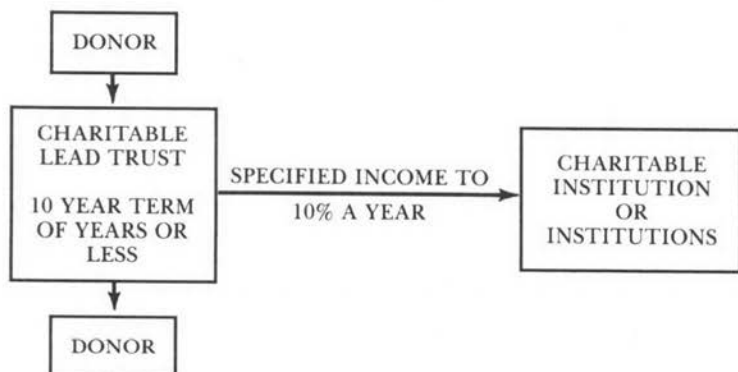 DONOR
CHARITABLE
LEAD TRUST
10 YEAR TERM
OF YEARS OR
LESS
SPECIFIED INCOME TO
10% A YEAR
CHARITABLE
INSTITUTION
OR
INSTITUTIONS
DONOR